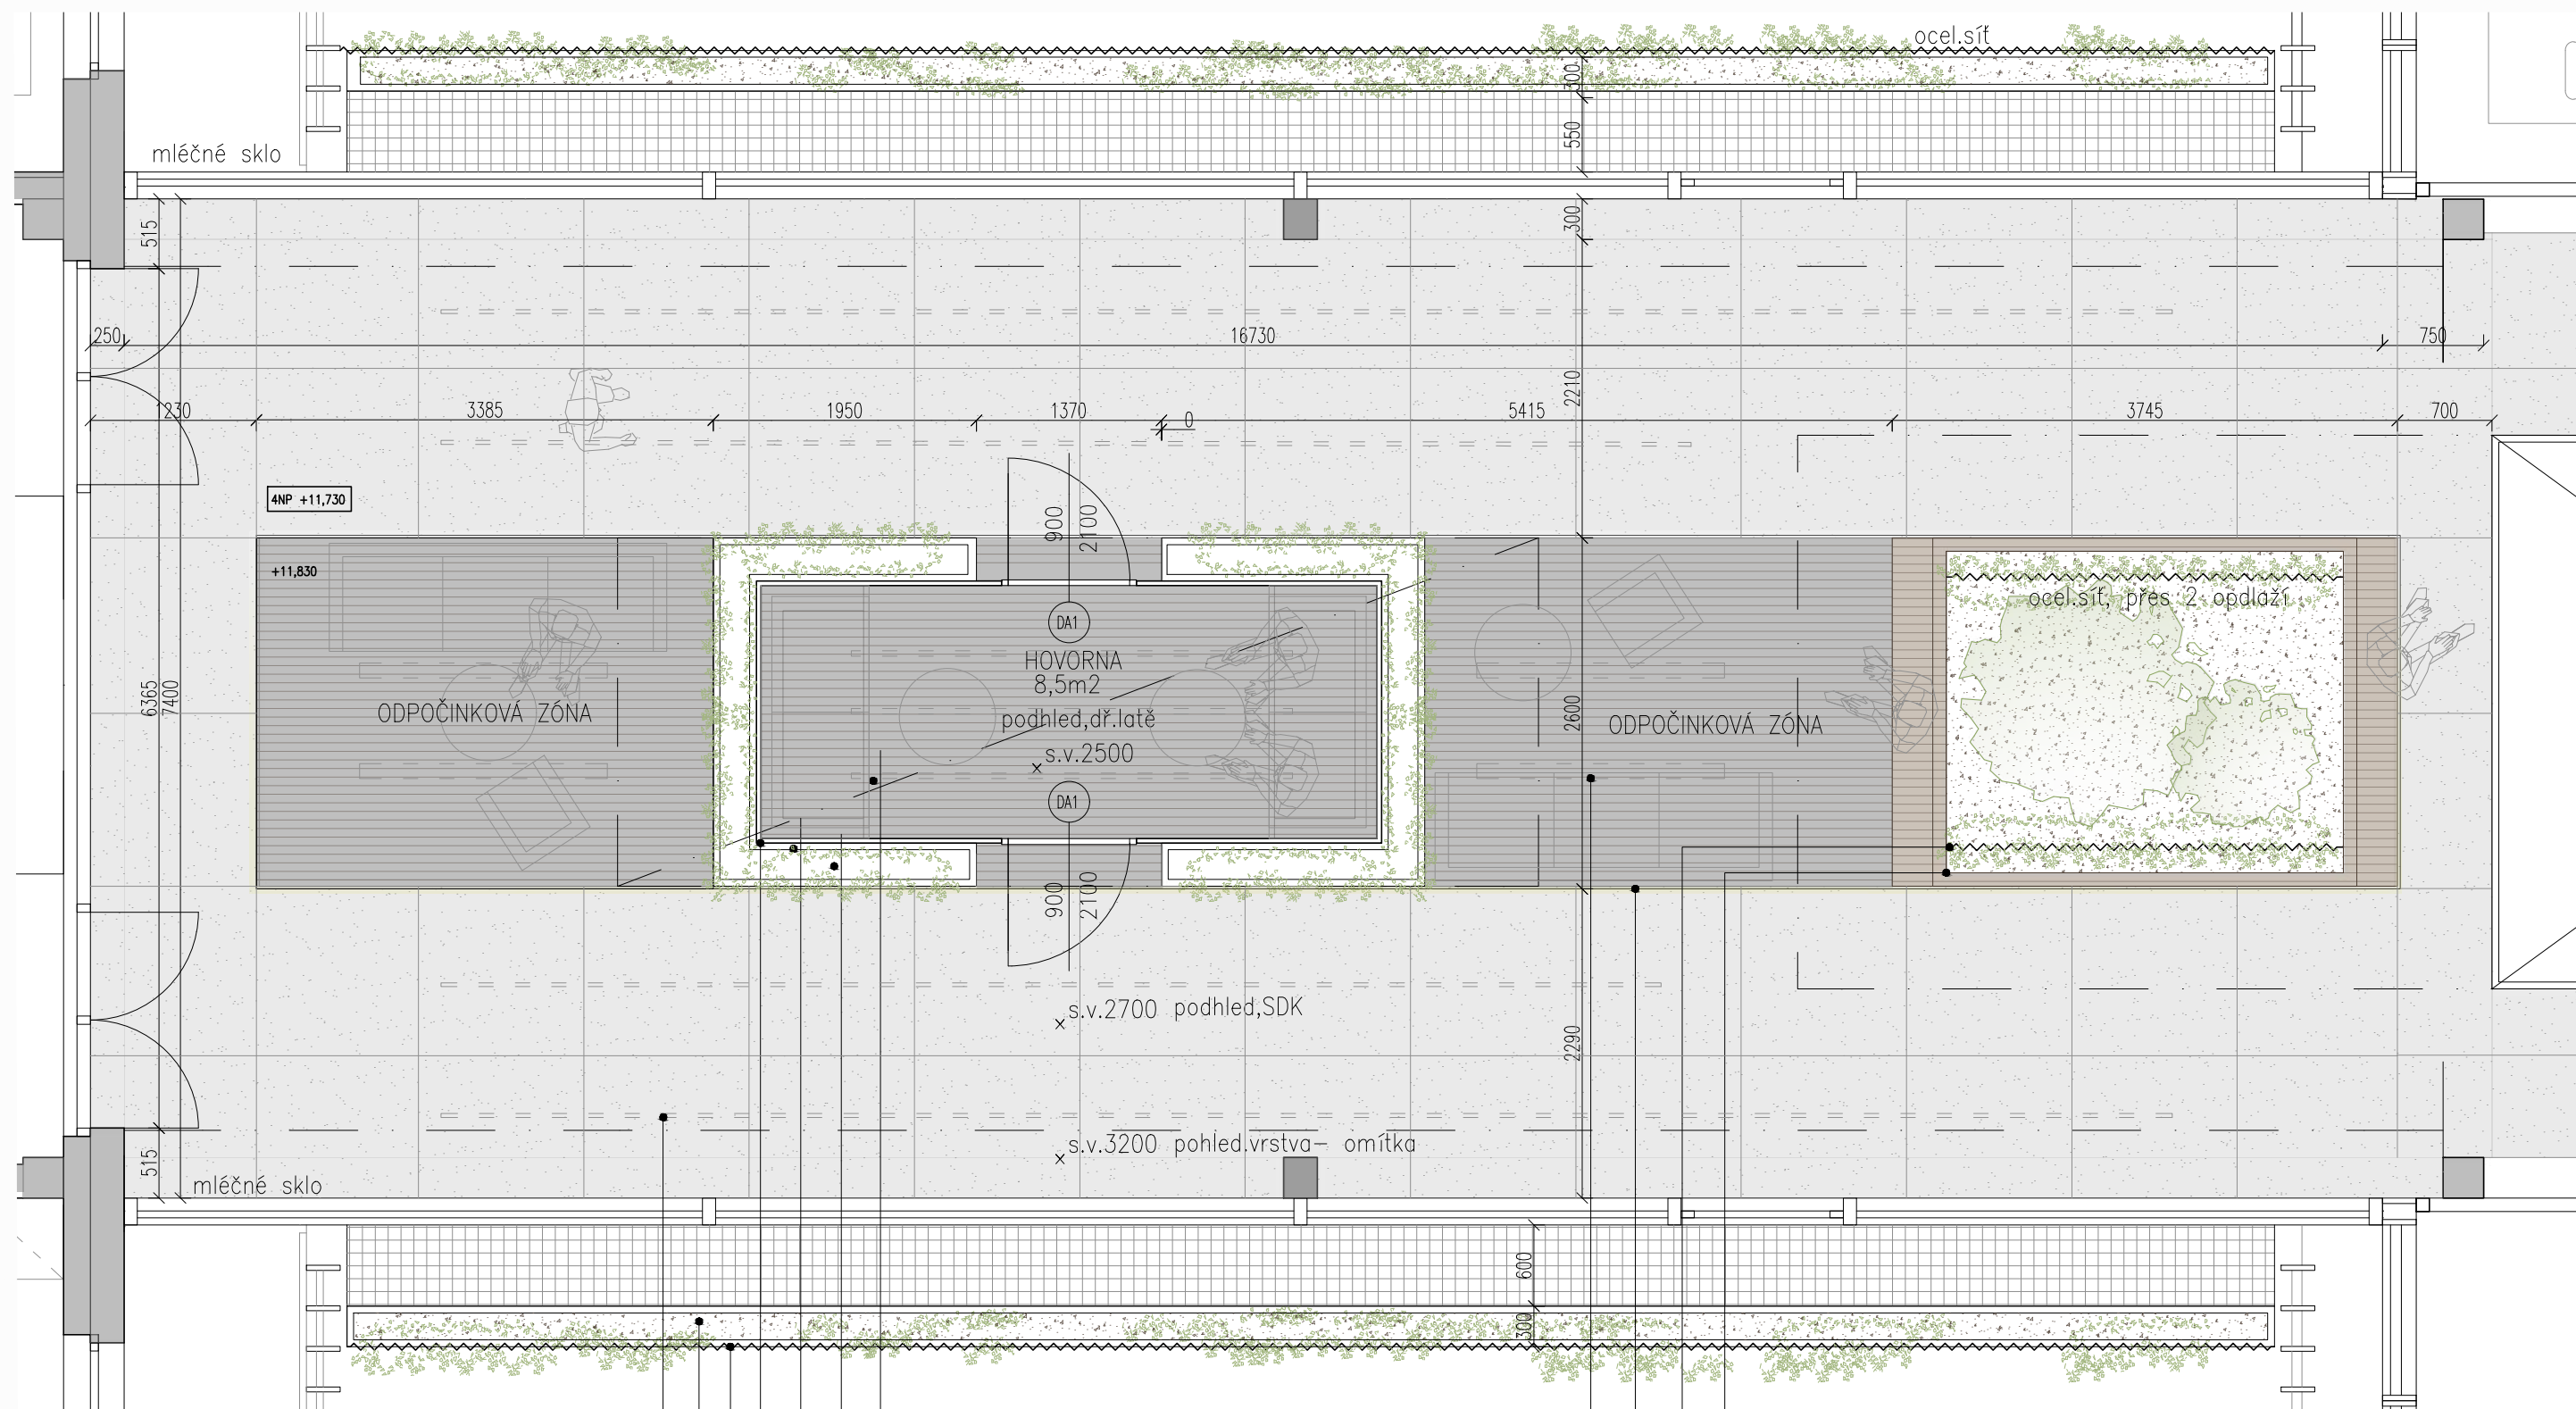 ocel.síť
300
550
mléčné sklo
515
300
250
16730
750
2210
1230
3385
1950
1370
0
5415
3745
700
4NP +11,730
900
2100
+11,830
ocel.síť, přes 2 opdlaží
DA1
HOVORNA
8,5m2
6365
7400
ODPOČINKOVÁ ZÓNA
podhled,dř.latě
2600
ODPOČINKOVÁ ZÓNA
s.v.2500
DA1
900
2100
s.v.2700 podhled,SDK
2290
s.v.3200 pohled.vrstva– omítka
515
mléčné sklo
600
300